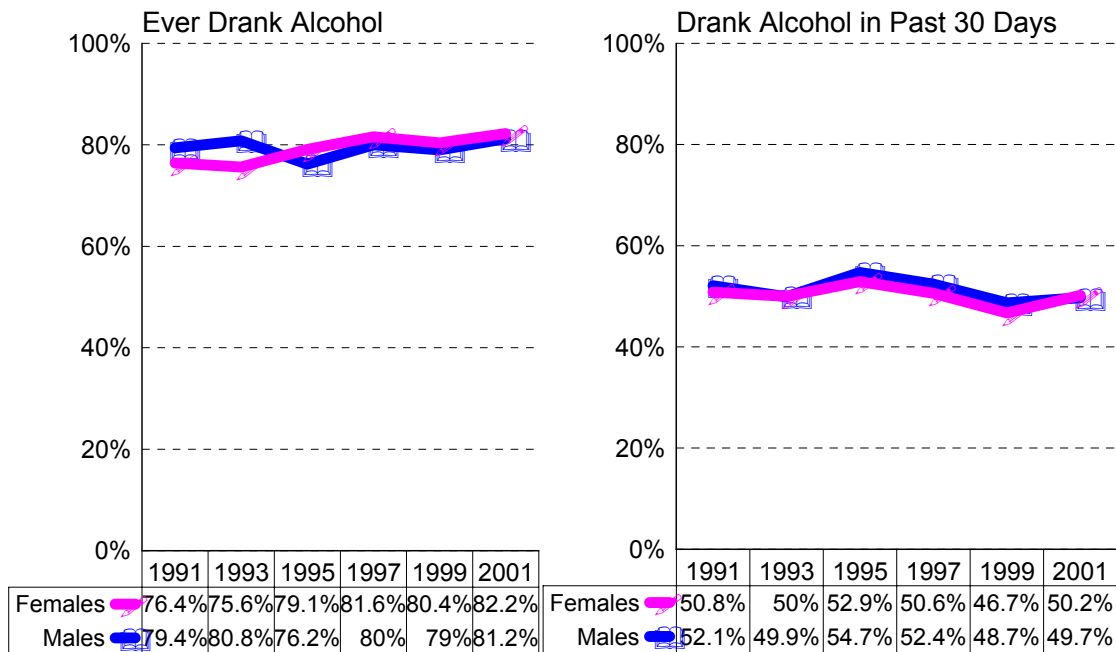 Ever Drank Alcohol
100%
80%
60%
40%
20%
0%
1991 1993 1995 1997 1999 2001
Females 76.4% 75.6% 79.1% 81.6% 80.4% 82.2%
Males 79.4% 80.8% 76.2% 80% 79% 81.2%
Drank Alcohol in Past 30 Days
100%
80%
60%
40%
20%
0%
1991 1993 1995 1997 1999 2001
Females 50.8% 50% 52.9% 50.6% 46.7% 50.2%
Males 52.1% 49.9% 54.7% 52.4% 48.7% 49.7%